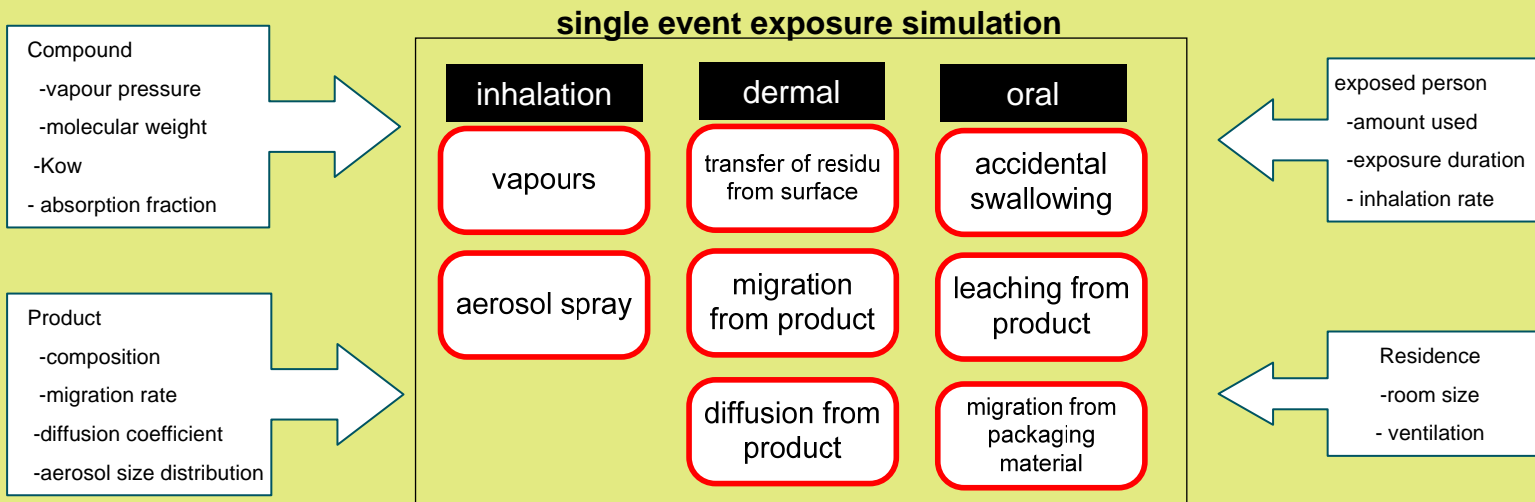 single event exposure simulation
Compound
-vapour pressure
-molecular weight
-Kow
- absorption fraction
Product
-composition
-migration rate
-diffusion coefficient
-aerosol size distribution
inhalation
vapours
aerosol spray
dermal
transfer of residu
from surface
migration
from product
diffusion from
product
oral
accidental
swallowing
leaching from
product
migration from
packaging
material
exposed person
-amount used
-exposure duration
- inhalation rate
Residence
-room size
- ventilation